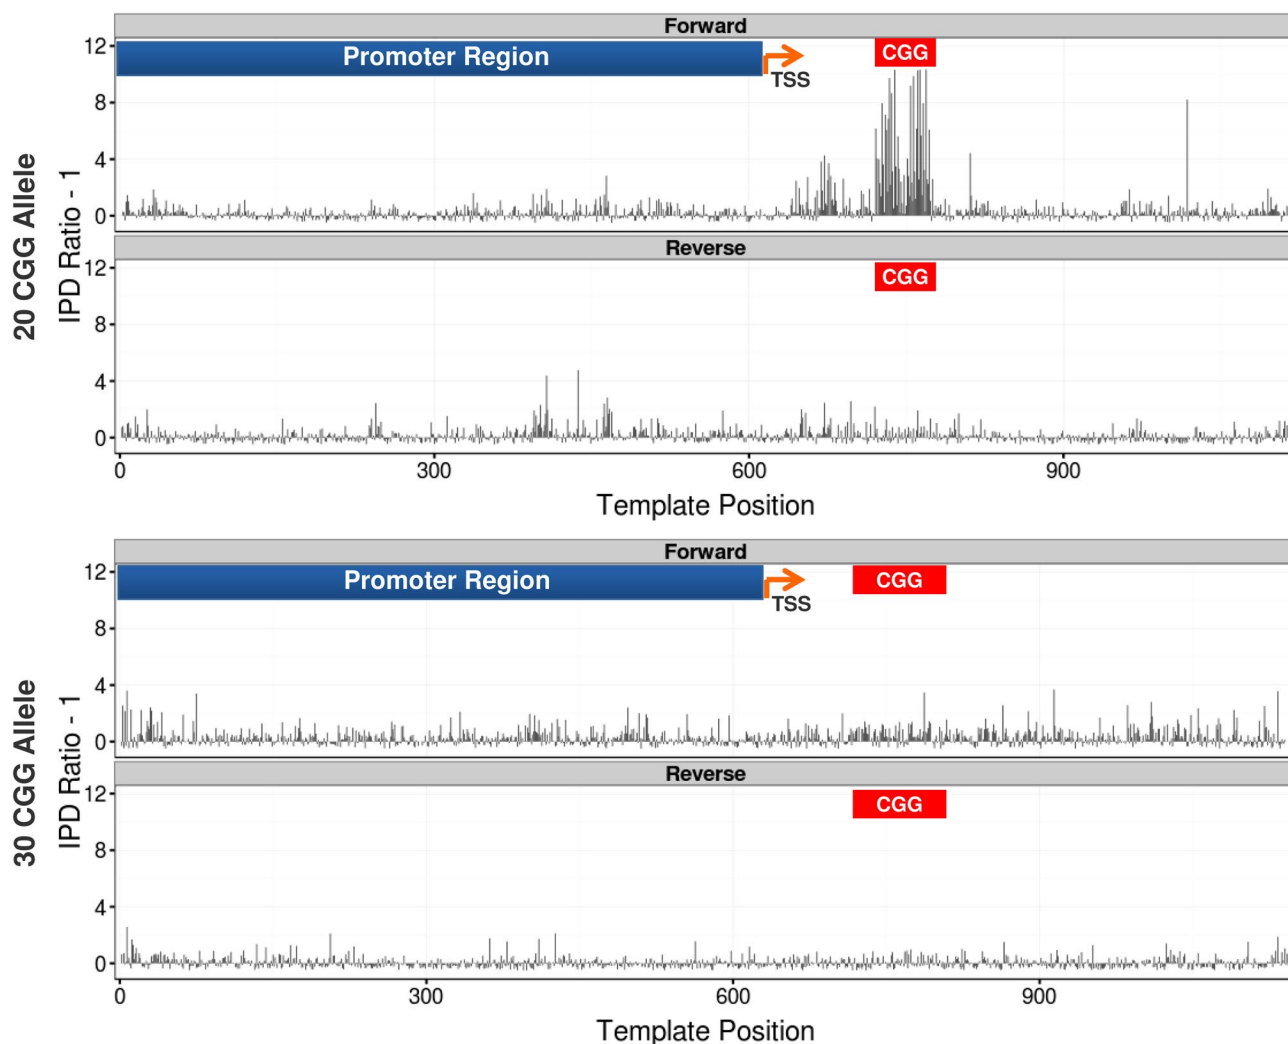 Forward
12
Promoter Region
TSS
CGG
8
4
0
Reverse
12
CGG
8
4
0
20 CGG Allele
IPD Ratio - 1
0 300 600 900
Template Position
Forward
12
Promoter Region
TSS
CGG
8
4
0
Reverse
12
CGG
8
4
0
30 CGG Allele
IPD Ratio - 1
0 300 600 900
Template Position